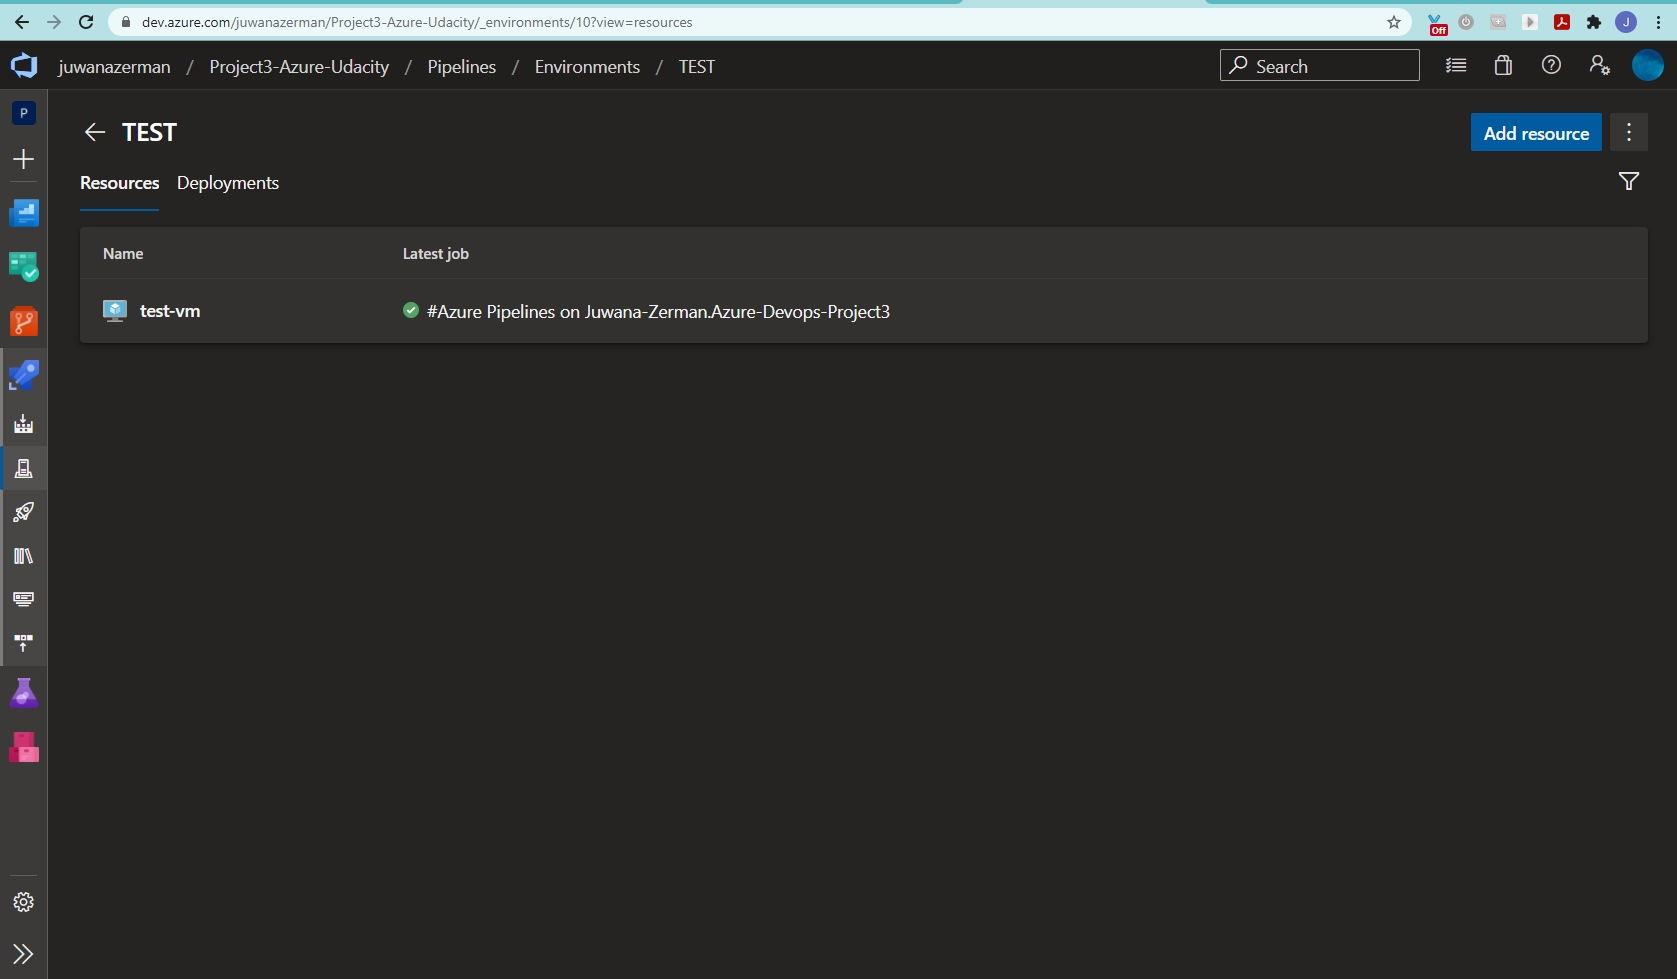 dev.azure.com/juwanazerman/Project3-Azure-Udacity/_environments/10?view=resources
Off
J
juwanazerman / Project3-Azure-Udacity / Pipelines / Environments / TEST
Search
P
TEST
Add resource
Resources Deployments
Name Latest job
test-vm #Azure Pipelines on Juwana-Zerman.Azure-Devops-Project3